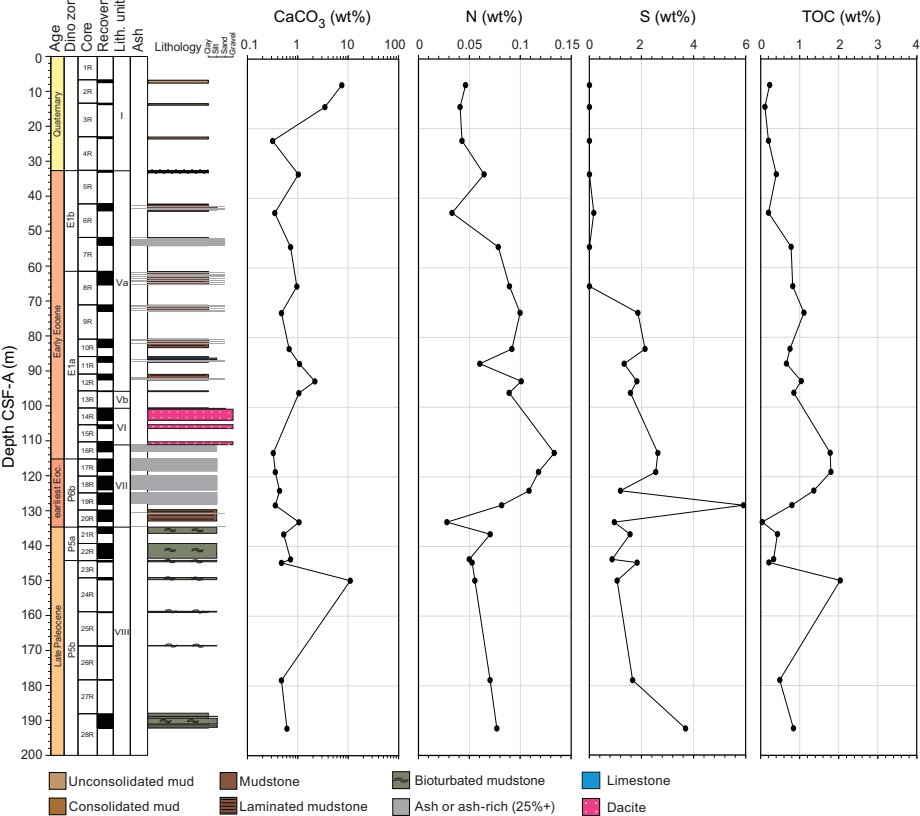 Age
Dino zon
Core
Recover
Lith. unit
Ash
Lithology
Clay
Silt
Sand
Gravel
CaCO3 (wt%)
N (wt%)
S (wt%)
TOC (wt%)
0.1 1 10 100
0 0.05 0.1 0.15
0 2 4 6
0 1 2 3 4
Depth CSF-A (m)
0
10
20
30
40
50
60
70
80
90
100
110
120
130
140
150
160
170
180
190
200
Quaternary
Early Eocene
earliest Eoc.
Late Paleocene
E1b
E1a
P6b
P5a
P5b
1R
2R
3R
4R
5R
6R
7R
8R
9R
10R
11R
12R
13R
14R
15R
16R
17R
18R
19R
20R
21R
22R
23R
24R
25R
26R
27R
28R
I
Va
Vb
VI
VII
VIII
Unconsolidated mud
Mudstone
Bioturbated mudstone
Limestone
Consolidated mud
Laminated mudstone
Ash or ash-rich (25%+)
Dacite